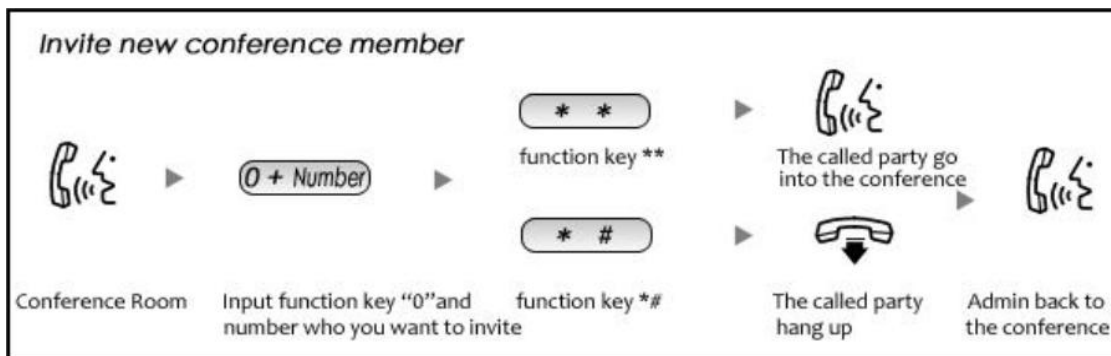 Invite new conference member
* *
function key **
The called party go
into the conference
0 + Number
* #
Conference Room
Input function key “0”and
number who you want to invite
function key *#
The called party
hang up
Admin back to
the conference